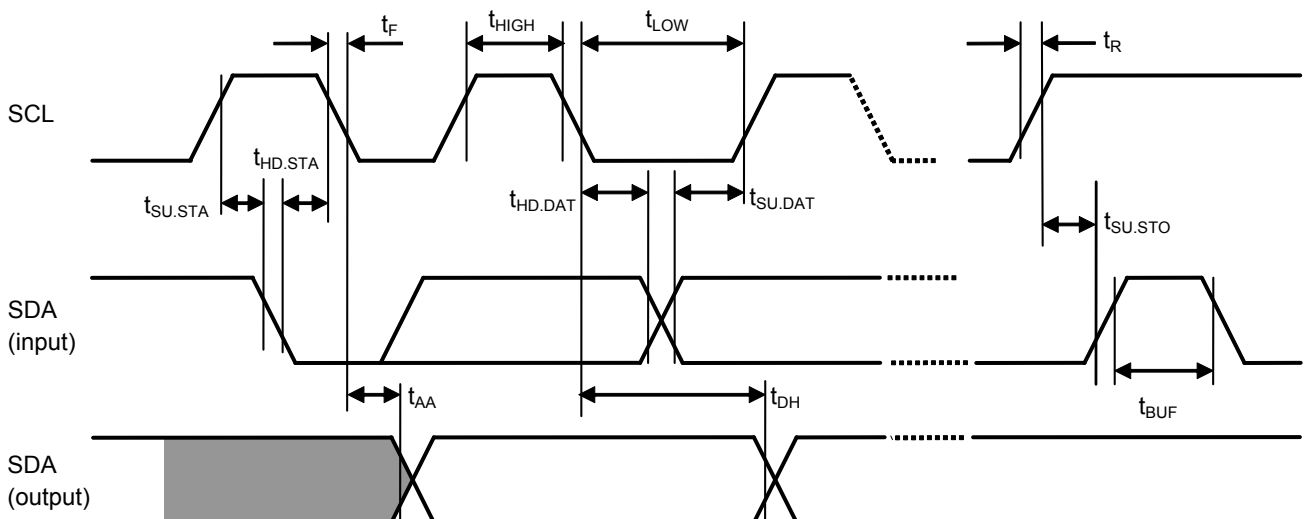 tF
tHIGH
tLOW
tR
SCL
tHD.STA
tSU.STA
tHD.DAT
tSU.DAT
tSU.STO
SDA
(input)
tAA
tDH
tBUF
SDA
(output)